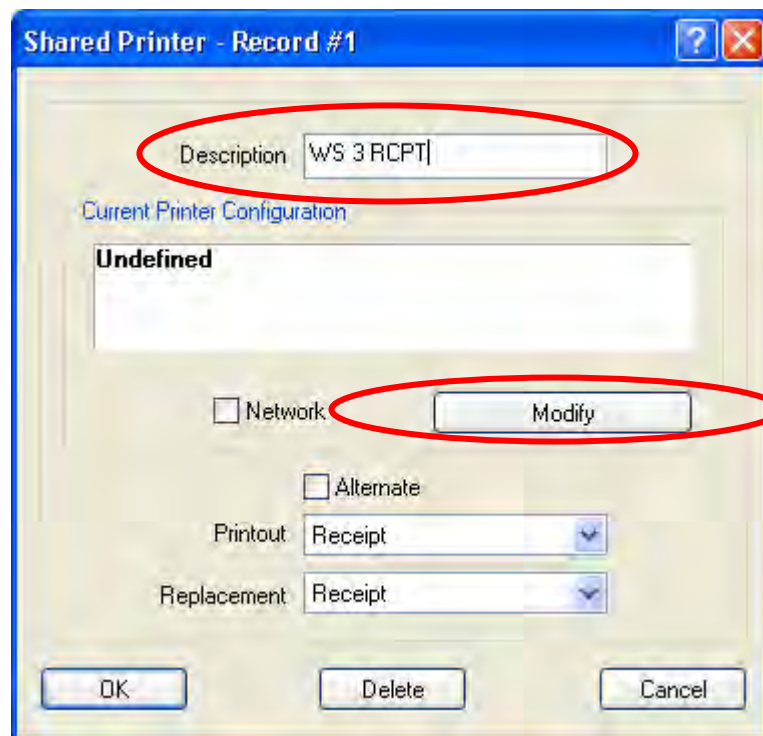 Shared Printer - Record #1
Description WS 3 RCPT
Current Printer Configuration
Undefined
Network Modify
Alternate
Printout Receipt
Replacement Receipt
OK Delete Cancel